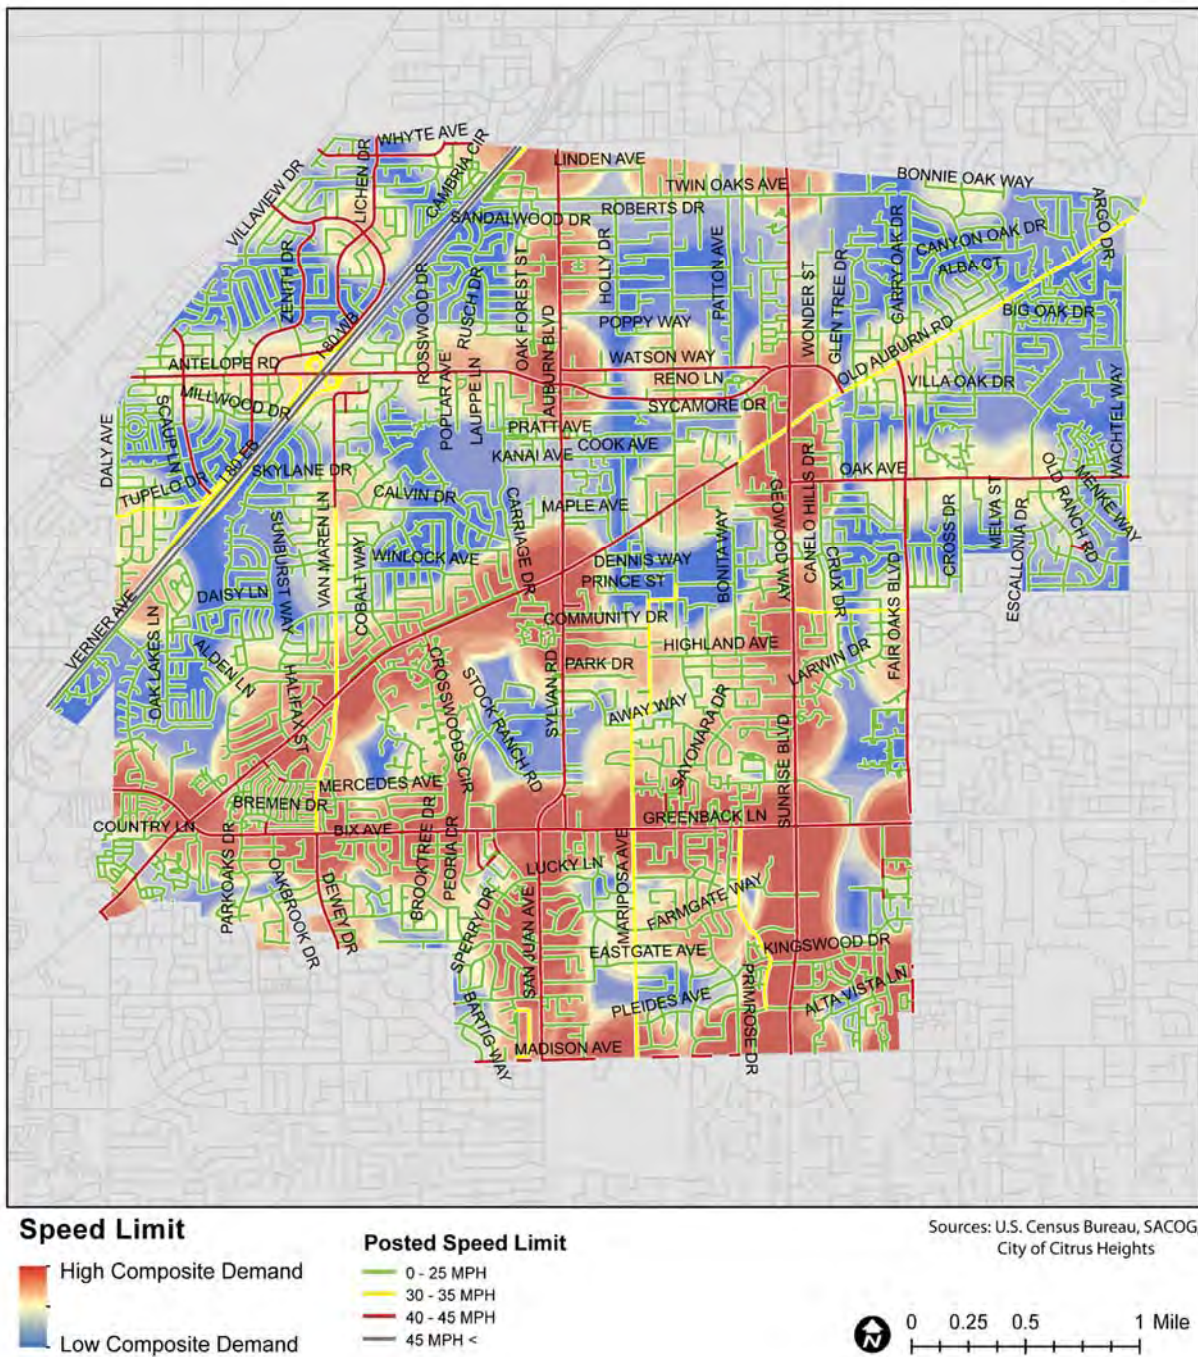 WHYTE AVE
LINDEN AVE
CAMBRIA CIR
LICHEN DR
VILLAVIEW DR
TWIN OAKS AVE
BONNIE OAK WAY
ARGO DR
SANDALWOOD DR
ROBERTS DR
CANYON OAK DR
ALBA CT
GARRY OAK DR
ZENITH DR
ROSSWOOD DR
RUSCH DR
OAK FOREST ST
HOLLY DR
PATTON AVE
WONDER ST
GLEN TREE DR
BIG OAK DR
POPPY WAY
I-80 WB
AUBURN BLVD
OLD AUBURN RD
ANTELOPE RD
WATSON WAY
RENO LN
POPLAR AVE
LAUPPE LN
VILLA OAK DR
MILLWOOD DR
SYCAMORE DR
WACHTEL WAY
DALY AVE
SCAUP LN
PRATT AVE
COOK AVE
KANAI AVE
I-80 EB
SKYLANE DR
OAK AVE
OLD RANCH RD
MENKE WAY
TUPELO DR
CALVIN DR
MAPLE AVE
CARRIAGE DR
GEOWOOD WAY
CANELO HILLS DR
CROSS DR
MELVA ST
ESCALLONIA DR
SUNBURST WAY
VAN MAREN LN
COBALT WAY
WINLOCK AVE
DENNIS WAY
PRINCE ST
BONITA WAY
CRUX DR
FAIR OAKS BLVD
DAISY LN
VERNER AVE
COMMUNITY DR
HIGHLAND AVE
LARWIN DR
OAK LAKES LN
ALDEN LN
HALIFAX ST
CROSSWOODS CIR
STOCK RANCH RD
SYLVAN RD
PARK DR
AWAY WAY
SAYONARA DR
SUNRISE BLVD
MERCEDES AVE
BREMEN DR
COUNTRY LN
BIX AVE
GREENBACK LN
PARKOAKS DR
OAKBROOK DR
DEWEY DR
BROOKTREE DR
PEORIA DR
LUCKY LN
MARIPOSA AVE
FARMGATE WAY
SPERRY DR
SAN JUAN AVE
EASTGATE AVE
KINGSWOOD DR
BARTIG WAY
PLEIDES AVE
PRIMROSE DR
ALTA VISTA LN
MADISON AVE
Speed Limit
High Composite Demand
Low Composite Demand
Posted Speed Limit
0 - 25 MPH
30 - 35 MPH
40 - 45 MPH
45 MPH <
Sources: U.S. Census Bureau, SACOG,
City of Citrus Heights
N
0 0.25 0.5 1 Mile